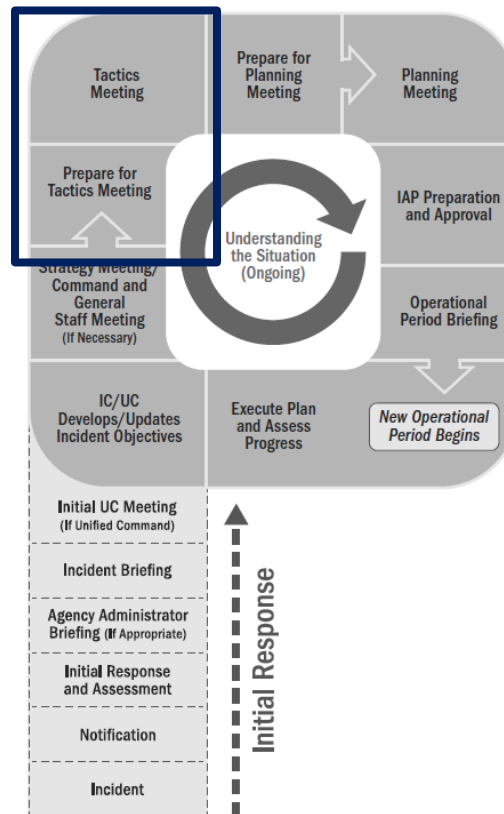 Tactics
Meeting
Prepare for
Planning
Meeting
Planning
Meeting
Prepare for
Tactics Meeting
IAP Preparation
and Approval
Understanding
the Situation
(Ongoing)
Strategy Meeting/
Command and
General
Staff Meeting
(If Necessary)
Operational
Period Briefing
IC/UC
Develops/Updates
Incident Objectives
Execute Plan
and Assess
Progress
New Operational
Period Begins
Initial UC Meeting
(If Unified Command)
Incident Briefing
Agency Administrator
Briefing (If Appropriate)
Initial Response
and Assessment
Notification
Incident
Initial Response